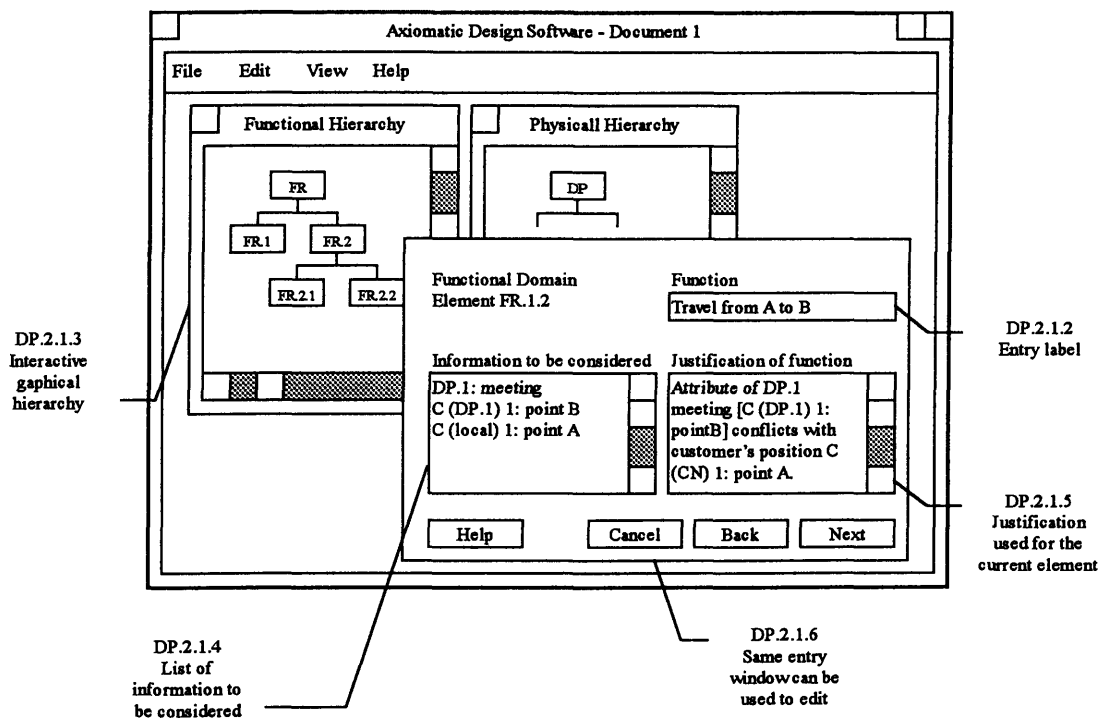 Axiomatic Design Software - Document 1
File Edit View Help
Functional Hierarchy
Physicall Hierarchy
FR
FR.1
FR.2
FR.2.1
FR.2.2
DP
Functional Domain
Element FR.1.2
Function
Travel from A to B
Information to be considered
DP.1: meeting
C (DP.1) 1: point B
C (local) 1: point A
Justification of function
Attribute of DP.1
meeting [C (DP.1) 1:
pointB] conflicts with
customer's position C
(CN) 1: point A.
Help
Cancel
Back
Next
DP.2.1.3
Interactive
gaphical
hierarchy
DP.2.1.2
Entry label
DP.2.1.5
Justification
used for the
current element
DP.2.1.4
List of
information to
be considered
DP.2.1.6
Same entry
window can be
used to edit